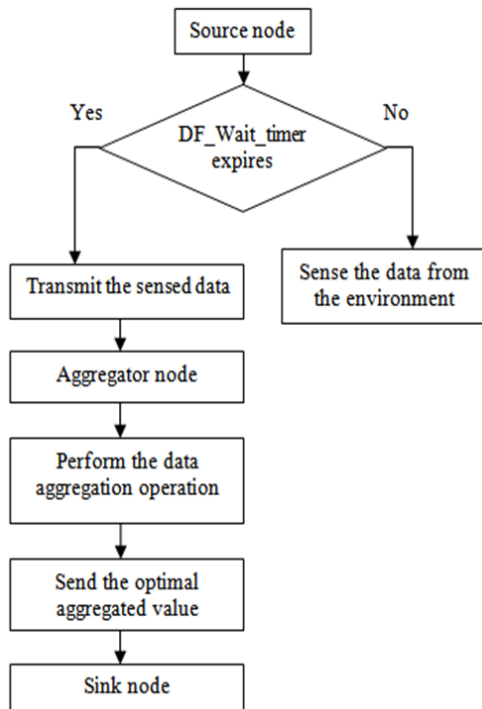 Source node
Yes
No
DF_Wait_timer
expires
Transmit the sensed data
Sense the data from
the environment
Aggregator node
Perform the data
aggregation operation
Send the optimal
aggregated value
Sink node